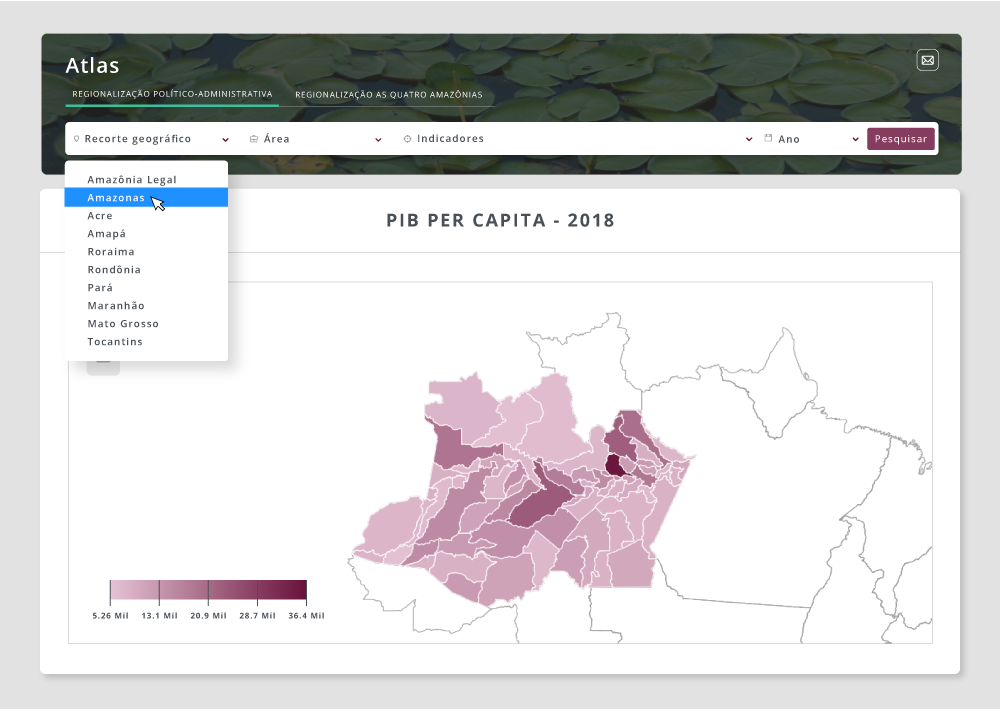 Atlas
REGIONALIZAÇÃO POLÍTICO-ADMINISTRATIVA
REGIONALIZAÇÃO AS QUATRO AMAZÔNIAS
Recorte geográfico
Área
Indicadores
Ano
Pesquisar
Amazônia Legal
Amazonas
Acre
Amapá
Roraima
Rondônia
Pará
Maranhão
Mato Grosso
Tocantins
PIB PER CAPITA - 2018
5.26 Mil 13.1 Mil 20.9 Mil 28.7 Mil 36.4 Mil